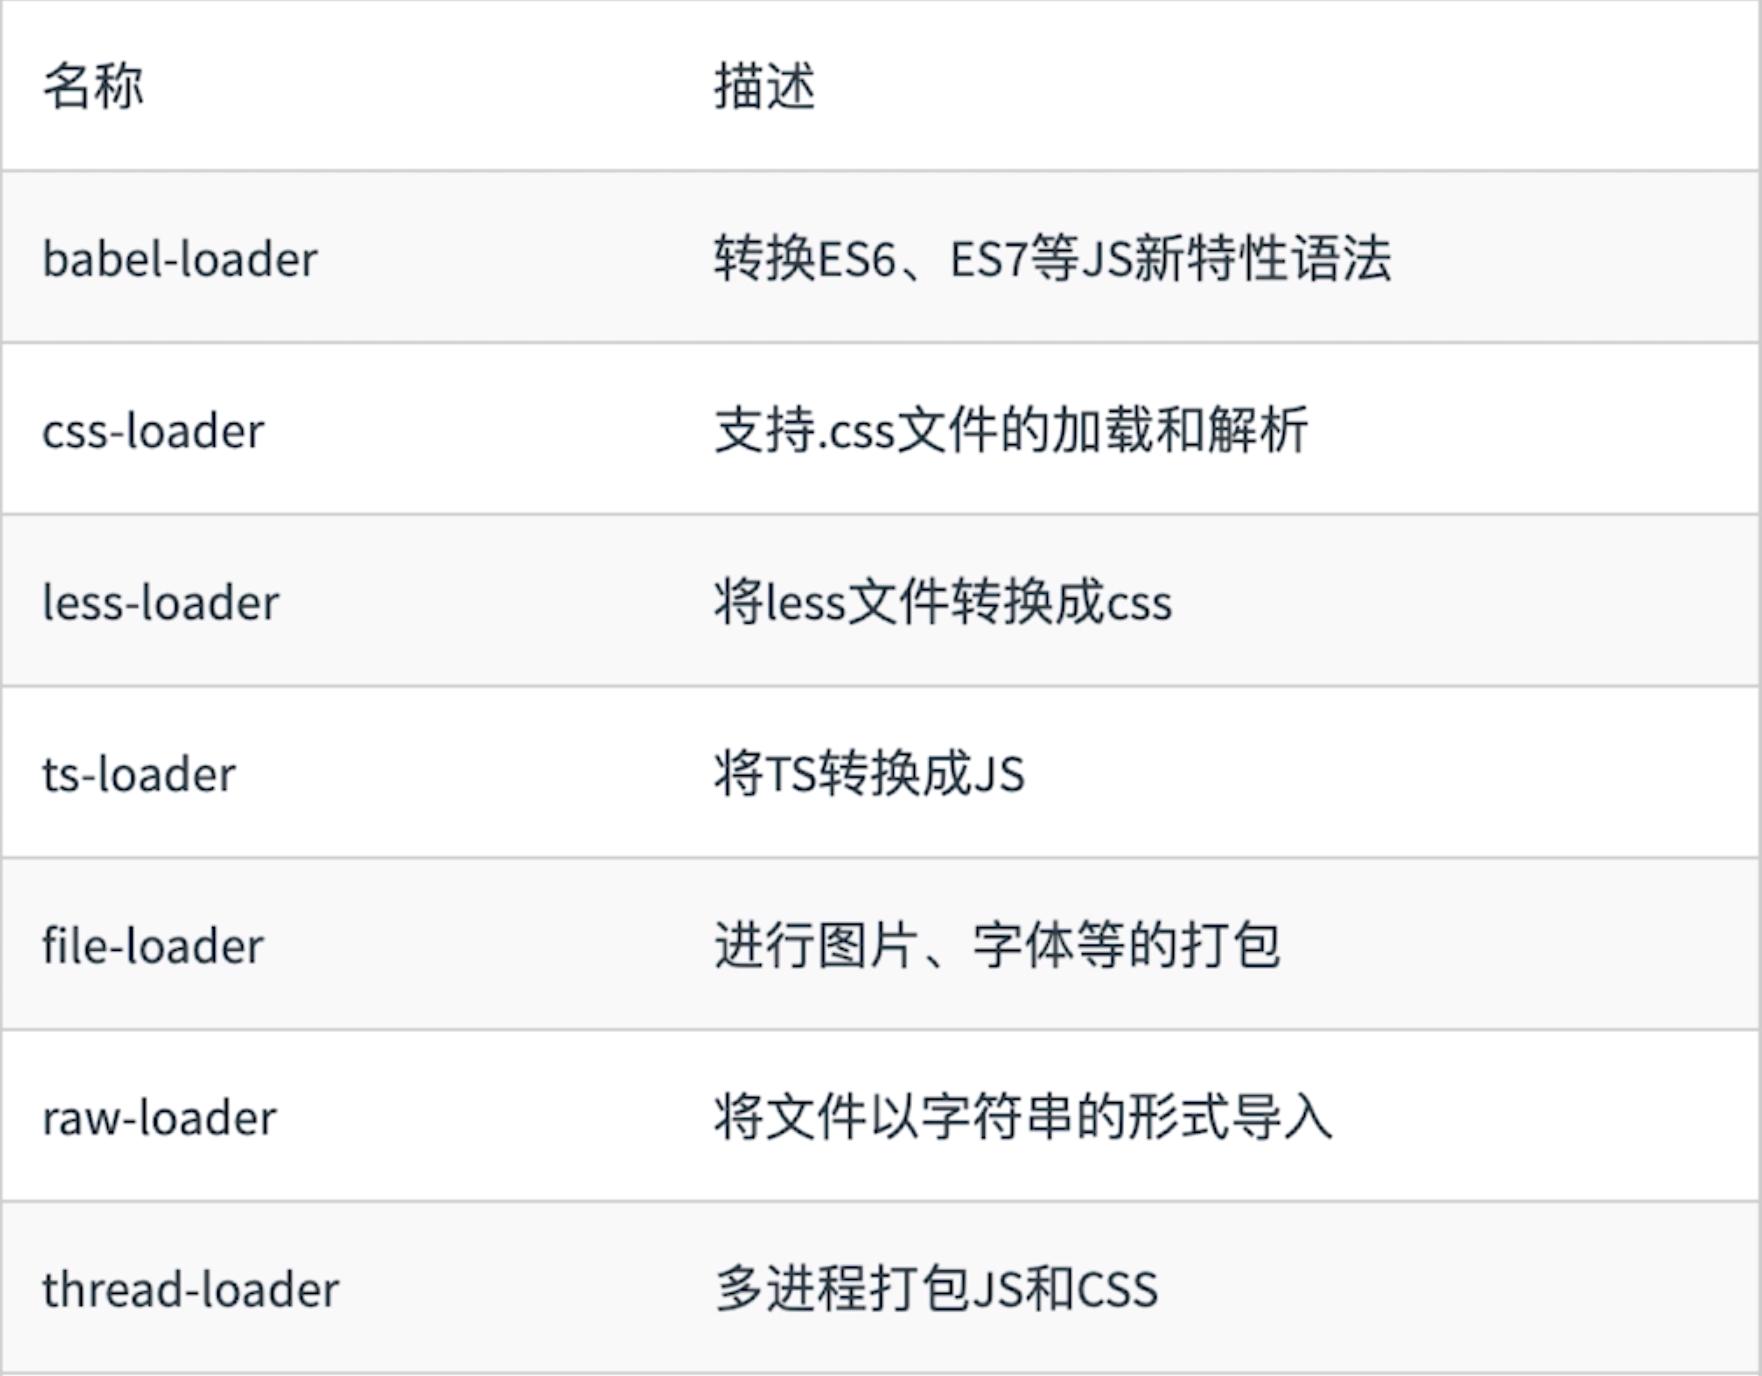 名称 描述
babel-loader 转换ES6、ES7等JS新特性语法
css-loader 支持.css文件的加载和解析
less-loader 将less文件转换成css
ts-loader 将TS转换成JS
file-loader 进行图片、字体等的打包
raw-loader 将文件以字符串的形式导入
thread-loader 多进程打包JS和CSS